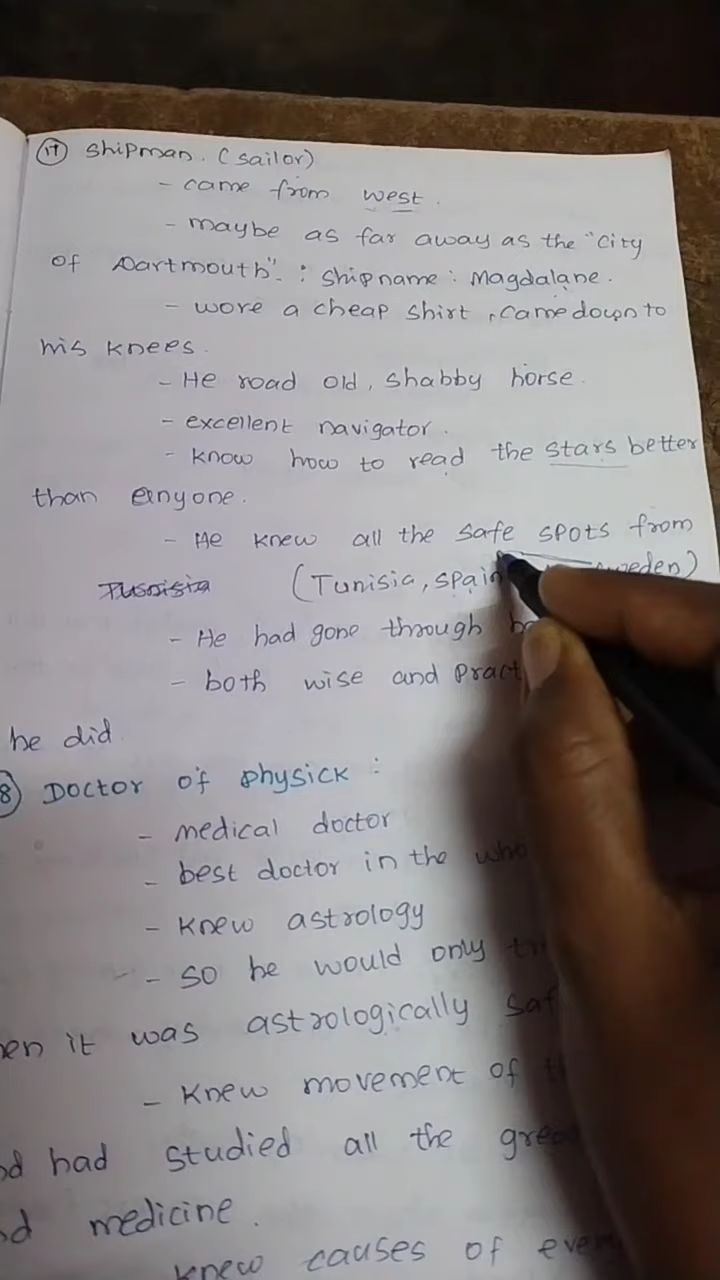 17 Shipman. (sailor)
- came from west.
- maybe as far away as the "city
of Dartmouth". : Shipname : Magdalane.
- wore a cheap shirt, came down to
his knees.
- He road old, shabby horse.
- excellent navigator.
- know how to read the stars better
than anyone.
- He knew all the safe spots from
(Tunisia, Spain
- He had gone through
- both wise and
he did.
8 Doctor of physick :
- medical doctor
- best doctor in the
- knew astrology
- so he would only
it was astrologically
- Knew movement of
had studied all the
medicine.
knew causes of